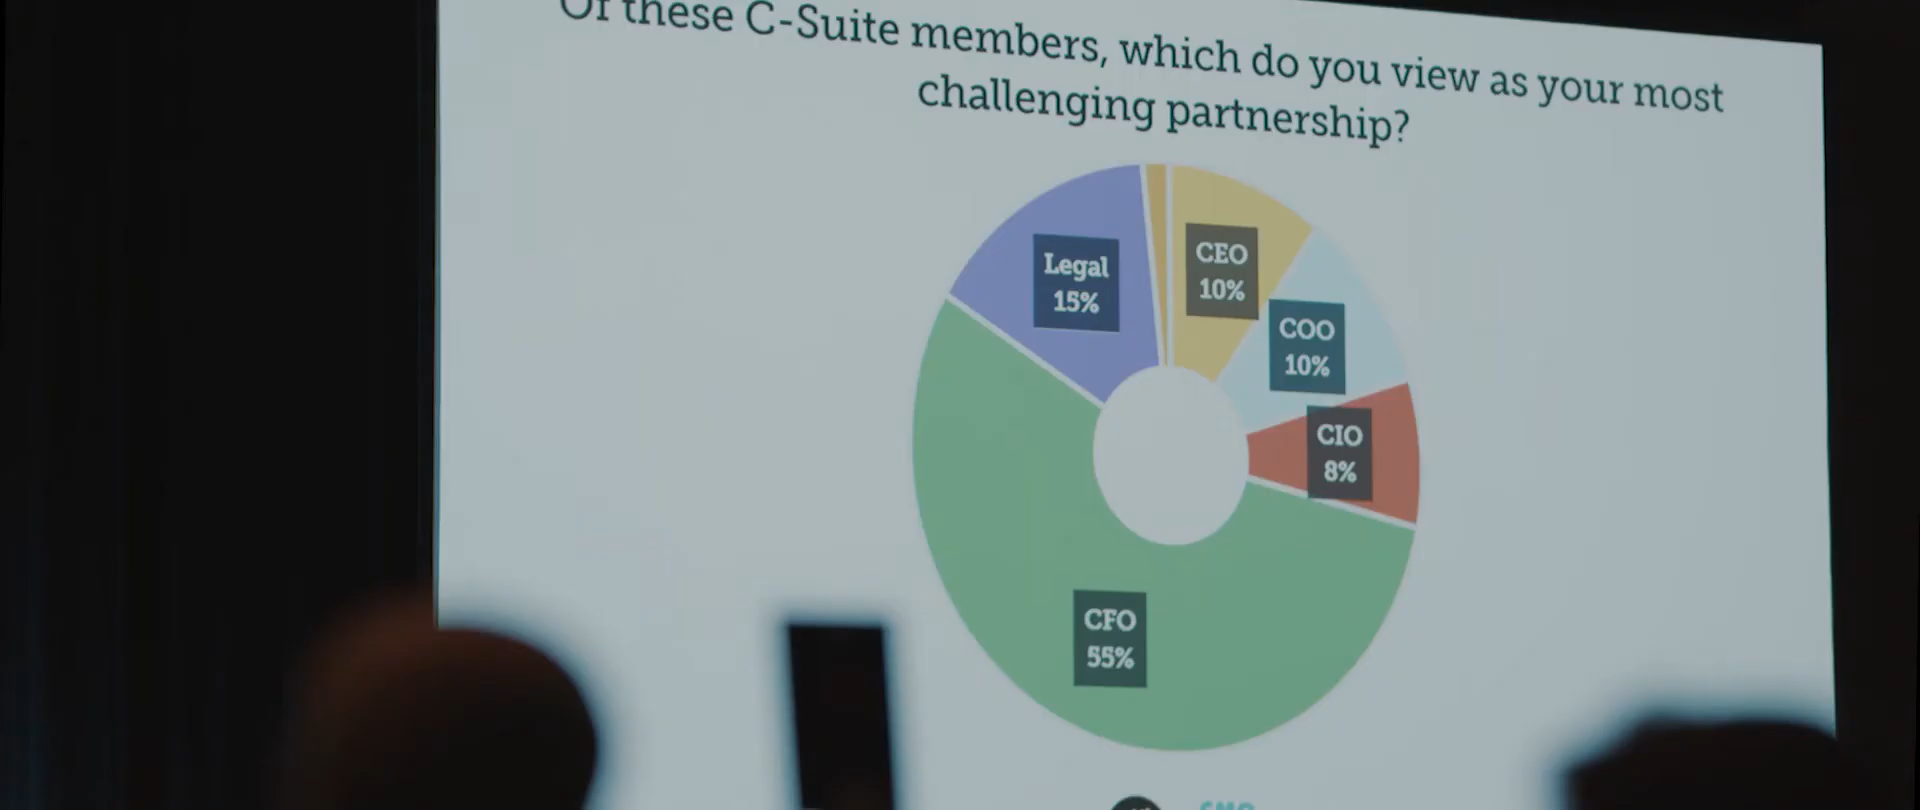 Of these C-Suite members, which do you view as your most
challenging partnership?
Legal
15%
CEO
10%
COO
10%
CIO
8%
CFO
55%